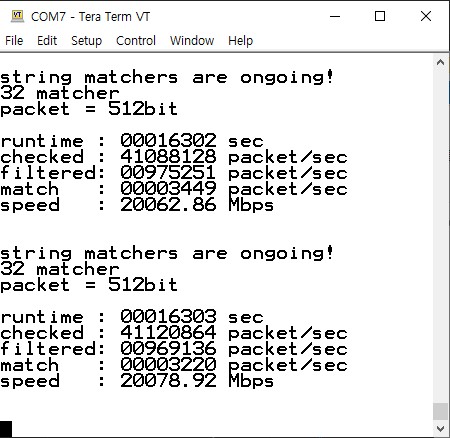 COM7 - Tera Term VT
File Edit Setup Control Window Help
string matchers are ongoing!
32 matcher
packet = 512bit
runtime : 00016302 sec
checked : 41088128 packet/sec
filtered: 00975251 packet/sec
match   : 00003449 packet/sec
speed   : 20062.86 Mbps
string matchers are ongoing!
32 matcher
packet = 512bit
runtime : 00016303 sec
checked : 41120864 packet/sec
filtered: 00969136 packet/sec
match   : 00003220 packet/sec
speed   : 20078.92 Mbps